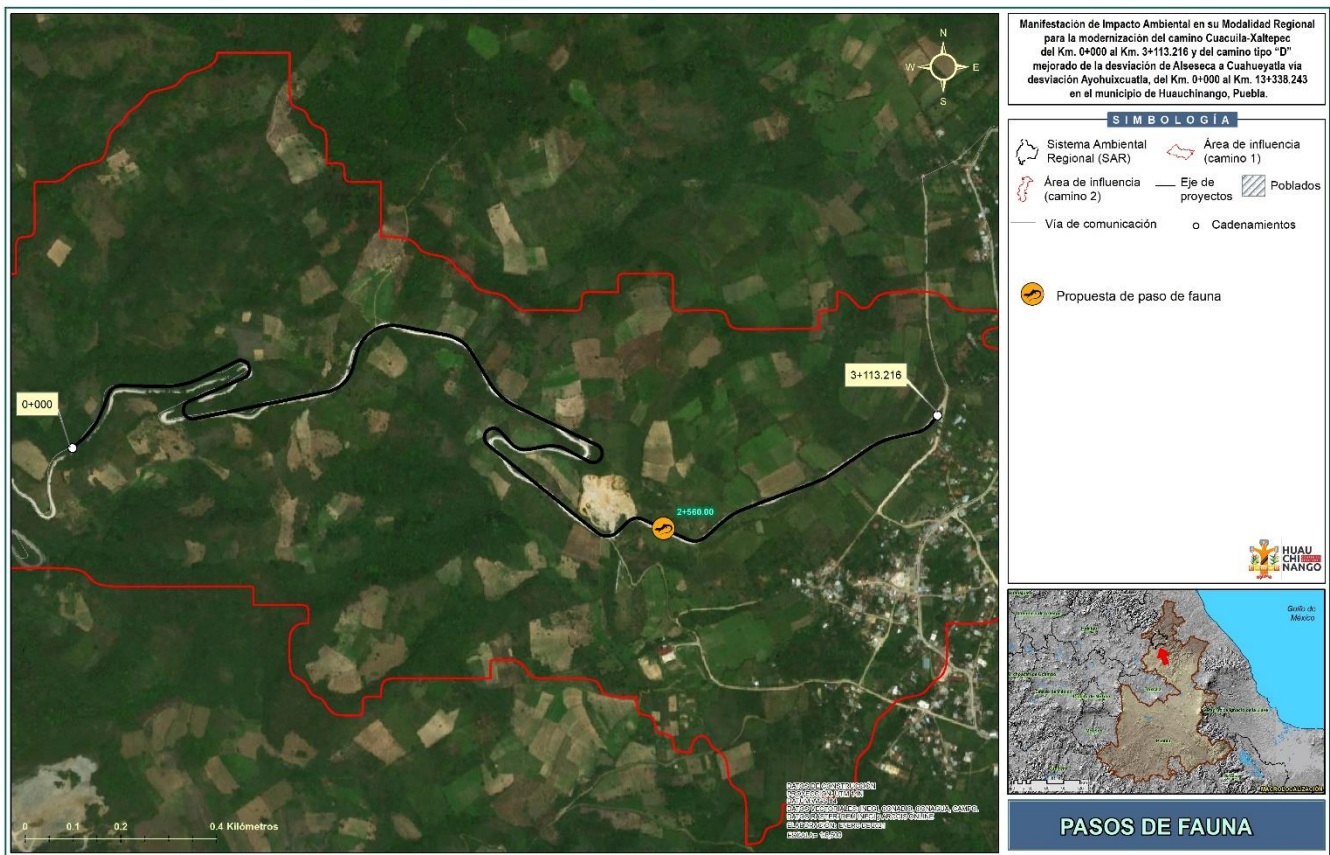 Manifestación de Impacto Ambiental en su Modalidad Regional
para la modernización del camino Cuacuila-Xaltepec
del Km. 0+000 al Km. 3+113.216 y del camino tipo "D"
mejorado de la desviación de Alseseca a Cuahueyatla vía
desviación Ayohuixcuatla, del Km. 0+000 al Km. 13+338.243
en el municipio de Huauchinango, Puebla.
SIMBOLOGÍA
Sistema Ambiental
Regional (SAR)
Área de influencia
(camino 1)
Área de influencia
(camino 2)
Eje de
proyectos
Poblados
Vía de comunicación
Cadenamientos
Propuesta de paso de fauna
N
W
E
S
0+000
3+113.216
2+560.00
0
0.1
0.2
0.4 Kilómetros
DATOS DE CONSTRUCCIÓN
HUAU
CHI
NANGO
Golfo de
México
MACROLOCALIZACIÓN
PASOS DE FAUNA